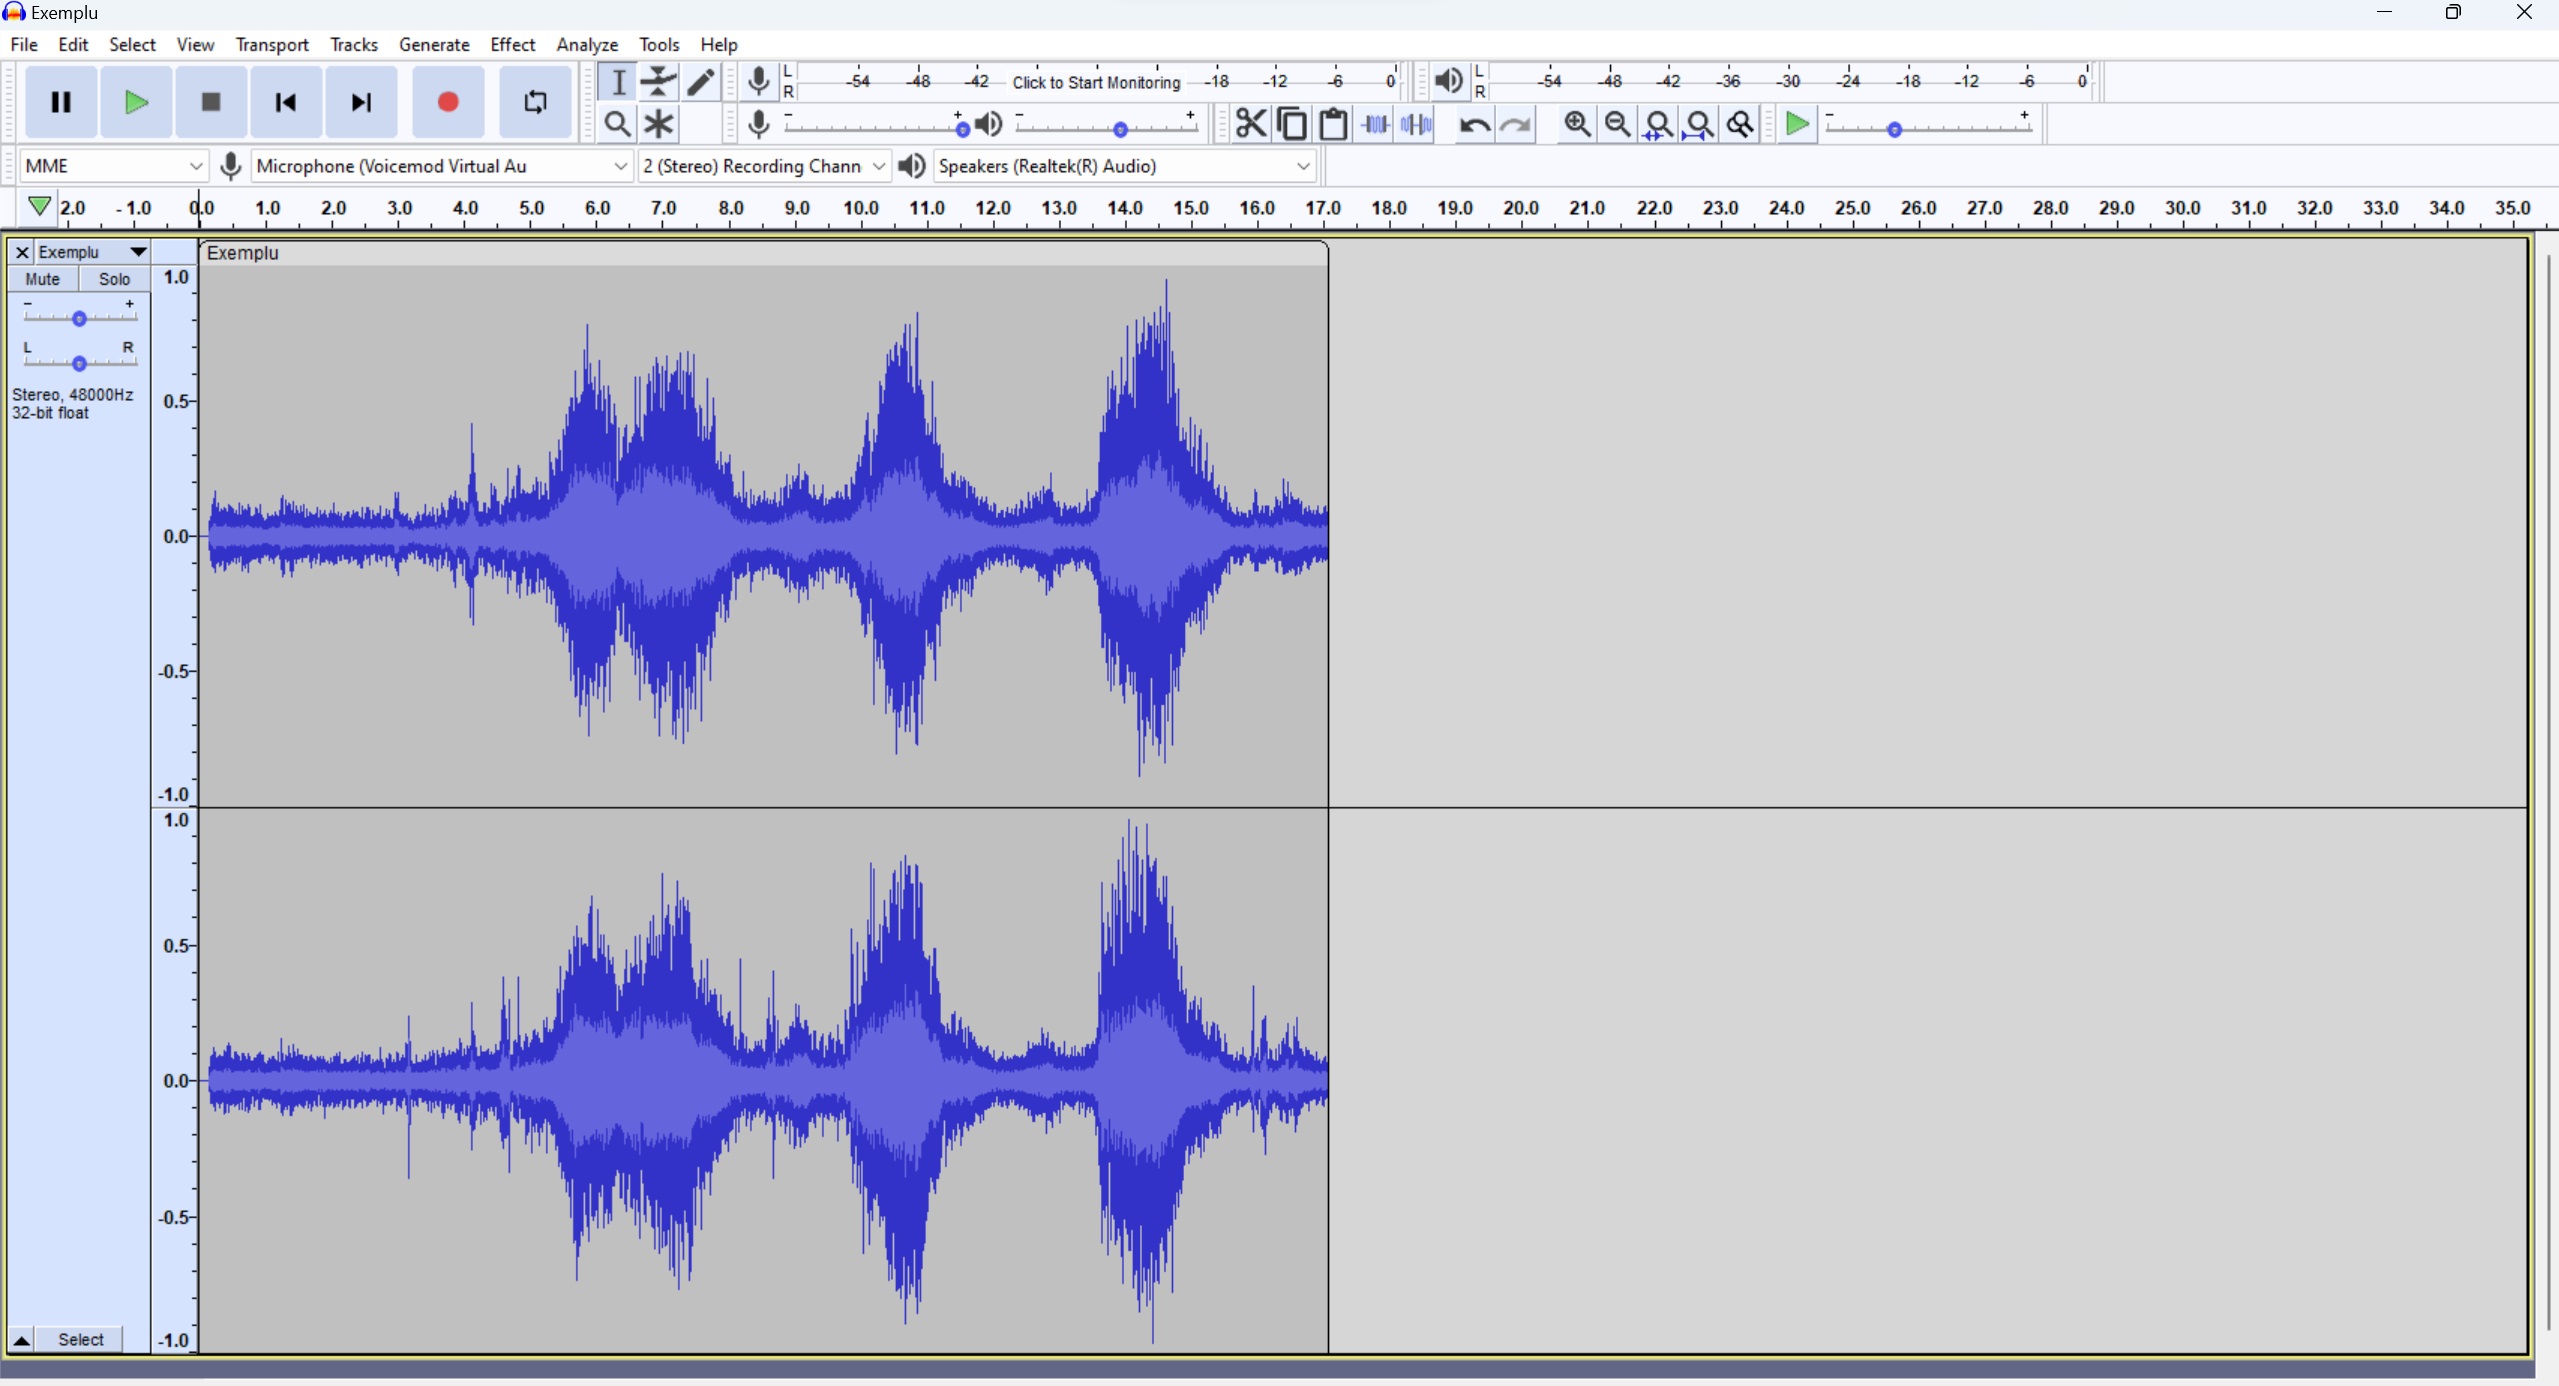 Exemplu
File Edit Select View Transport Tracks Generate Effect Analyze Tools Help
L R -54 -48 -42 Click to Start Monitoring -18 -12 -6 0 L R -54 -48 -42 -36 -30 -24 -18 -12 -6 0
- + - + - +
MME Microphone (Voicemod Virtual Au 2 (Stereo) Recording Chann Speakers (Realtek(R) Audio)
2.0 -1.0 0.0 1.0 2.0 3.0 4.0 5.0 6.0 7.0 8.0 9.0 10.0 11.0 12.0 13.0 14.0 15.0 16.0 17.0 18.0 19.0 20.0 21.0 22.0 23.0 24.0 25.0 26.0 27.0 28.0 29.0 30.0 31.0 32.0 33.0 34.0 35.0
Exemplu Exemplu
Mute Solo 1.0
- +
L R
Stereo, 48000Hz 0.5
32-bit float
0.0
-0.5
-1.0
1.0
0.5
0.0
-0.5
Select -1.0